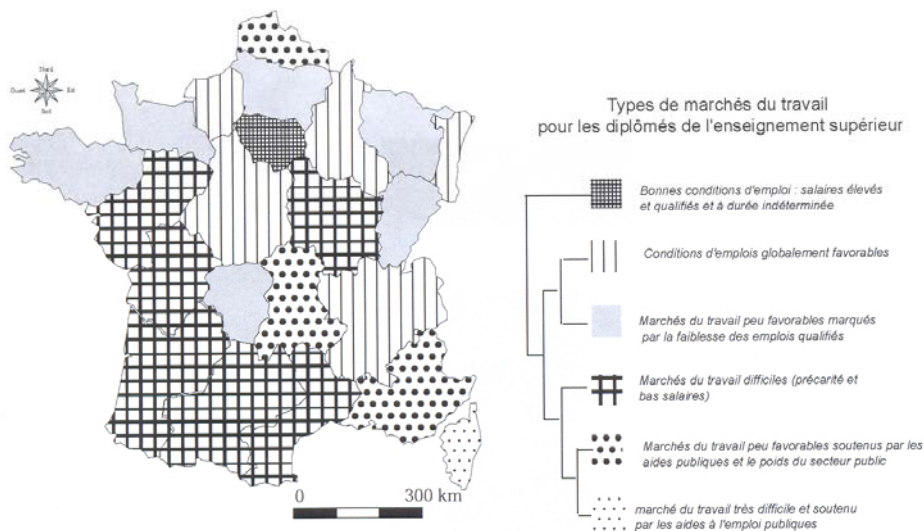 Nord
Ouest
Est
Sud
Types de marchés du travail
pour les diplômés de l'enseignement supérieur
Bonnes conditions d'emploi : salaires élevés
et qualifiés et à durée indéterminée
Conditions d'emplois globalement favorables
Marchés du travail peu favorables marqués
par la faiblesse des emplois qualifiés
Marchés du travail difficiles (précarité et
bas salaires)
Marchés du travail peu favorables soutenus par les
aides publiques et le poids du secteur public
marché du travail très difficile et soutenu
par les aides à l'emploi publiques
0 300 km